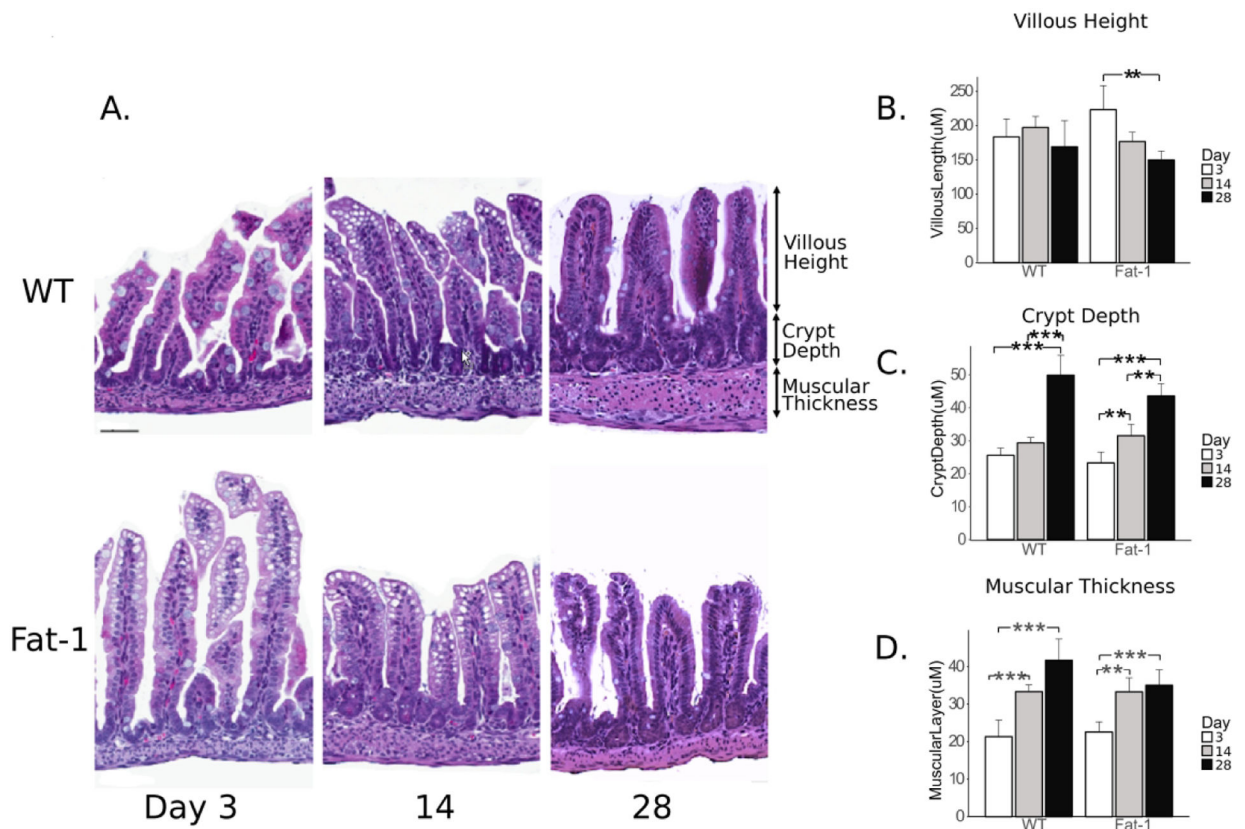 A.
WT
Fat-1
Day 3
14
28
Villous
Height
Crypt
Depth
Muscular
Thickness
Villous Height
B.
VillousLength(uM)
250
200
150
100
50
0
**
WT
Fat-1
Day
3
14
28
Crypt Depth
C.
CryptDepth(uM)
50
40
30
20
10
0
***
***
***
**
**
WT
Fat-1
Day
3
14
28
Muscular Thickness
D.
MuscularLayer(uM)
40
30
20
10
0
***
***
***
**
WT
Fat-1
Day
3
14
28